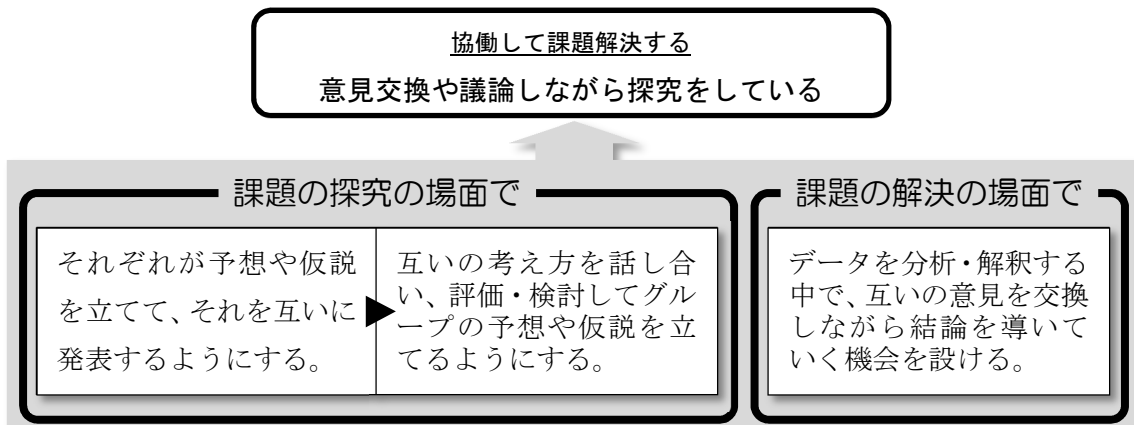 協働して課題解決する
意見交換や議論しながら探究をしている
課題の探究の場面で
それぞれが予想や仮説
を立てて、それを互いに
発表するようにする。
互いの考え方を話し合
い、評価・検討してグル
ープの予想や仮説を立
てるようにする。
課題の解決の場面で
データを分析・解釈する
中で、互いの意見を交換
しながら結論を導いて
いく機会を設ける。